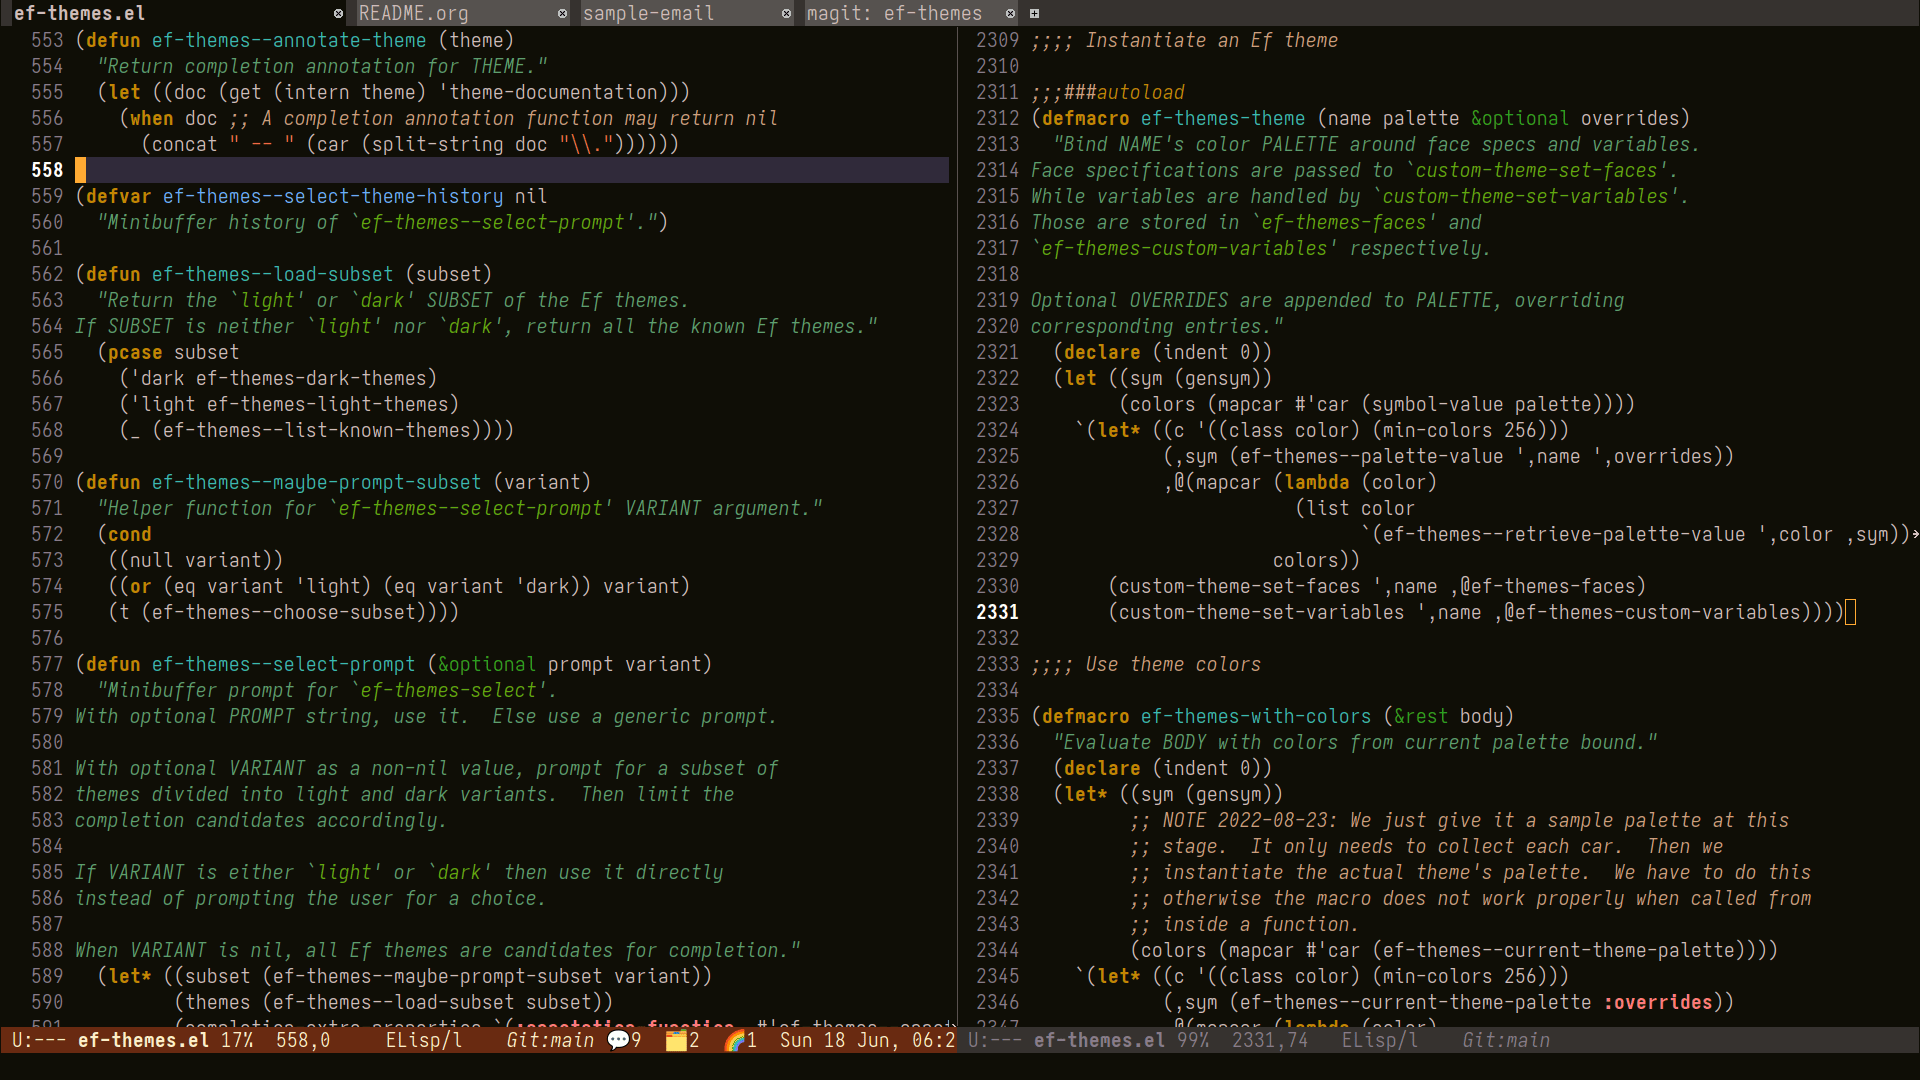 ef-themes.el README.org sample-email magit: ef-themes
553 (defun ef-themes--annotate-theme (theme)
554   "Return completion annotation for THEME."
555   (let ((doc (get (intern theme) 'theme-documentation)))
556     (when doc ;; A completion annotation function may return nil
557       (concat " -- " (car (split-string doc "\\."))))))
558
559 (defvar ef-themes--select-theme-history nil
560   "Minibuffer history of `ef-themes--select-prompt'.")
561
562 (defun ef-themes--load-subset (subset)
563   "Return the `light' or `dark' SUBSET of the Ef themes.
564 If SUBSET is neither `light' nor `dark', return all the known Ef themes."
565   (pcase subset
566     ('dark ef-themes-dark-themes)
567     ('light ef-themes-light-themes)
568     (_ (ef-themes--list-known-themes))))
569
570 (defun ef-themes--maybe-prompt-subset (variant)
571   "Helper function for `ef-themes--select-prompt' VARIANT argument."
572   (cond
573    ((null variant))
574    ((or (eq variant 'light) (eq variant 'dark)) variant)
575    (t (ef-themes--choose-subset))))
576
577 (defun ef-themes--select-prompt (&optional prompt variant)
578   "Minibuffer prompt for `ef-themes-select'.
579 With optional PROMPT string, use it.  Else use a generic prompt.
580
581 With optional VARIANT as a non-nil value, prompt for a subset of
582 themes divided into light and dark variants.  Then limit the
583 completion candidates accordingly.
584
585 If VARIANT is either `light' or `dark' then use it directly
586 instead of prompting the user for a choice.
587
588 When VARIANT is nil, all Ef themes are candidates for completion."
589   (let* ((subset (ef-themes--maybe-prompt-subset variant))
590          (themes (ef-themes--load-subset subset))
U:--- ef-themes.el 17%  558,0     ELisp/l    Git:main 💬9  🗂️2  🌈1  Sun 18 Jun, 06:2
2309 ;;;; Instantiate an Ef theme
2310
2311 ;;;###autoload
2312 (defmacro ef-themes-theme (name palette &optional overrides)
2313   "Bind NAME's color PALETTE around face specs and variables.
2314 Face specifications are passed to `custom-theme-set-faces'.
2315 While variables are handled by `custom-theme-set-variables'.
2316 Those are stored in `ef-themes-faces' and
2317 `ef-themes-custom-variables' respectively.
2318
2319 Optional OVERRIDES are appended to PALETTE, overriding
2320 corresponding entries."
2321   (declare (indent 0))
2322   (let ((sym (gensym))
2323         (colors (mapcar #'car (symbol-value palette))))
2324     `(let* ((c '((class color) (min-colors 256)))
2325             (,sym (ef-themes--palette-value ',name ',overrides))
2326             ,@(mapcar (lambda (color)
2327                         (list color
2328                               `(ef-themes--retrieve-palette-value ',color ,sym))
2329                       colors))
2330        (custom-theme-set-faces ',name ,@ef-themes-faces)
2331        (custom-theme-set-variables ',name ,@ef-themes-custom-variables))))
2332
2333 ;;;; Use theme colors
2334
2335 (defmacro ef-themes-with-colors (&rest body)
2336   "Evaluate BODY with colors from current palette bound."
2337   (declare (indent 0))
2338   (let* ((sym (gensym))
2339          ;; NOTE 2022-08-23: We just give it a sample palette at this
2340          ;; stage.  It only needs to collect each car.  Then we
2341          ;; instantiate the actual theme's palette.  We have to do this
2342          ;; otherwise the macro does not work properly when called from
2343          ;; inside a function.
2344          (colors (mapcar #'car (ef-themes--current-theme-palette))))
2345     `(let* ((c '((class color) (min-colors 256)))
2346             (,sym (ef-themes--current-theme-palette :overrides))
2347             ,@(mapcar (lambda (color)
U:--- ef-themes.el 99%  2331,74   ELisp/l    Git:main